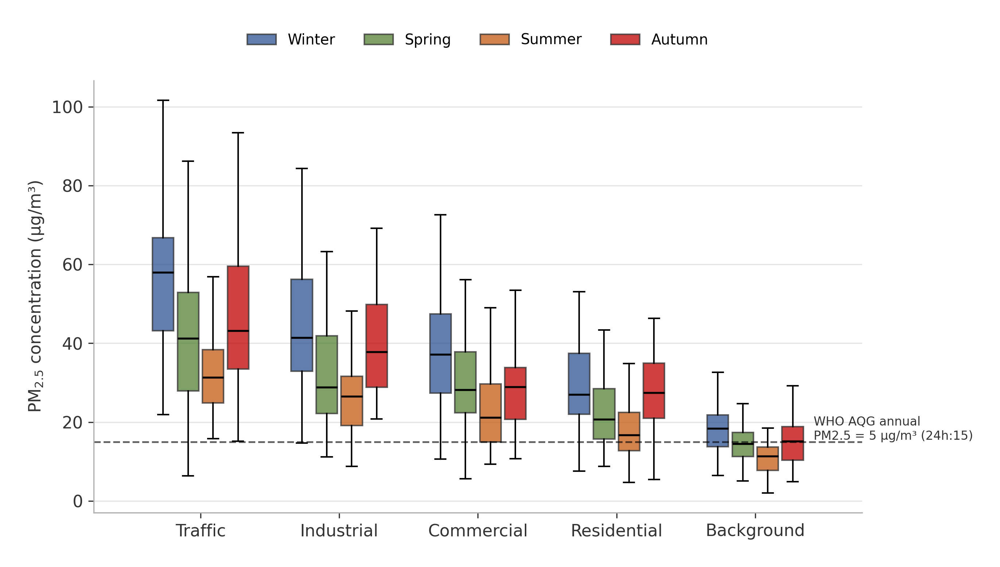 Winter Spring Summer Autumn
PM₂.₅ concentration (µg/m³)
100
80
60
40
20
0
WHO AQG annual
PM2.5 = 5 µg/m³ (24h:15)
Traffic Industrial Commercial Residential Background